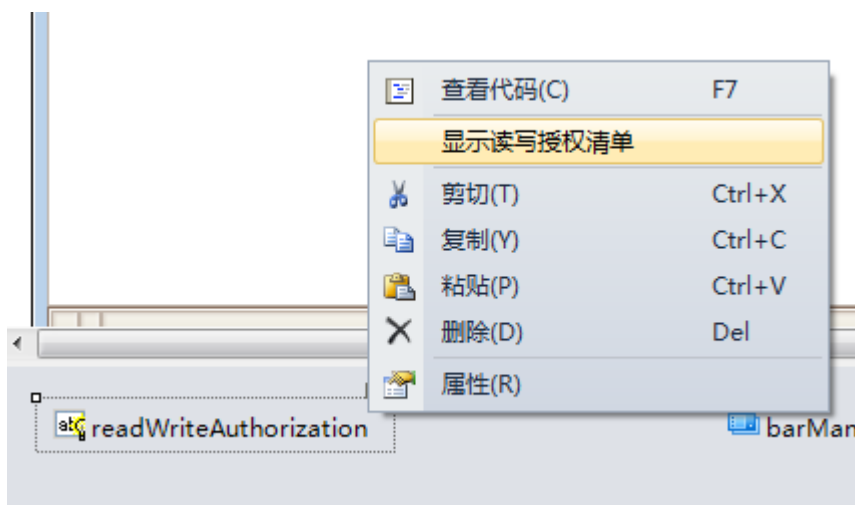 查看代码(C) F7
显示读写授权清单
剪切(T) Ctrl+X
复制(Y) Ctrl+C
粘贴(P) Ctrl+V
删除(D) Del
属性(R)
readWriteAuthorization barMan